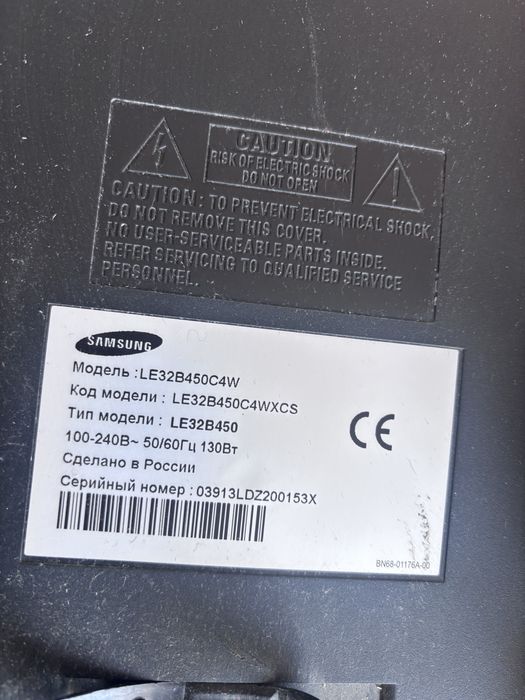 CAUTION
RISK OF ELECTRIC SHOCK
DO NOT OPEN
CAUTION: TO PREVENT ELECTRICAL SHOCK,
DO NOT REMOVE THIS COVER.
NO USER-SERVICEABLE PARTS INSIDE.
REFER SERVICING TO QUALIFIED SERVICE
PERSONNEL.
SAMSUNG
Модель :LE32B450C4W
Код модели : LE32B450C4WXCS
Тип модели : LE32B450
100-240В~ 50/60Гц 130Вт
Сделано в России
Серийный номер : 03913LDZ200153X
CE
BN68-01176A-00